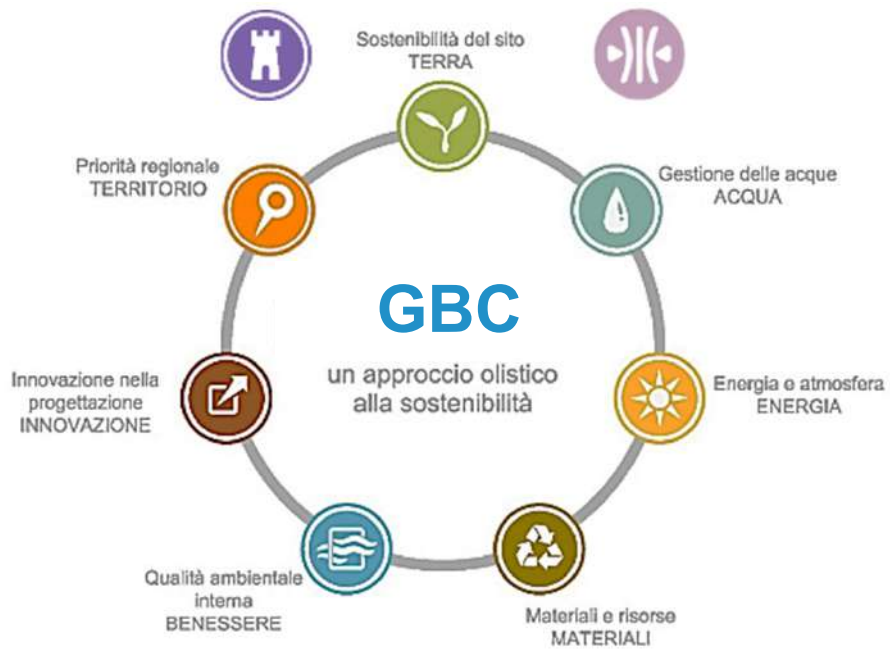 Sostenibilità del sito
TERRA
Priorità regionale
TERRITORIO
Gestione delle acque
ACQUA
GBC
un approccio olistico
alla sostenibilità
Innovazione nella
progettazione
INNOVAZIONE
Energia e atmosfera
ENERGIA
Qualità ambientale
interna
BENESSERE
Materiali e risorse
MATERIALI